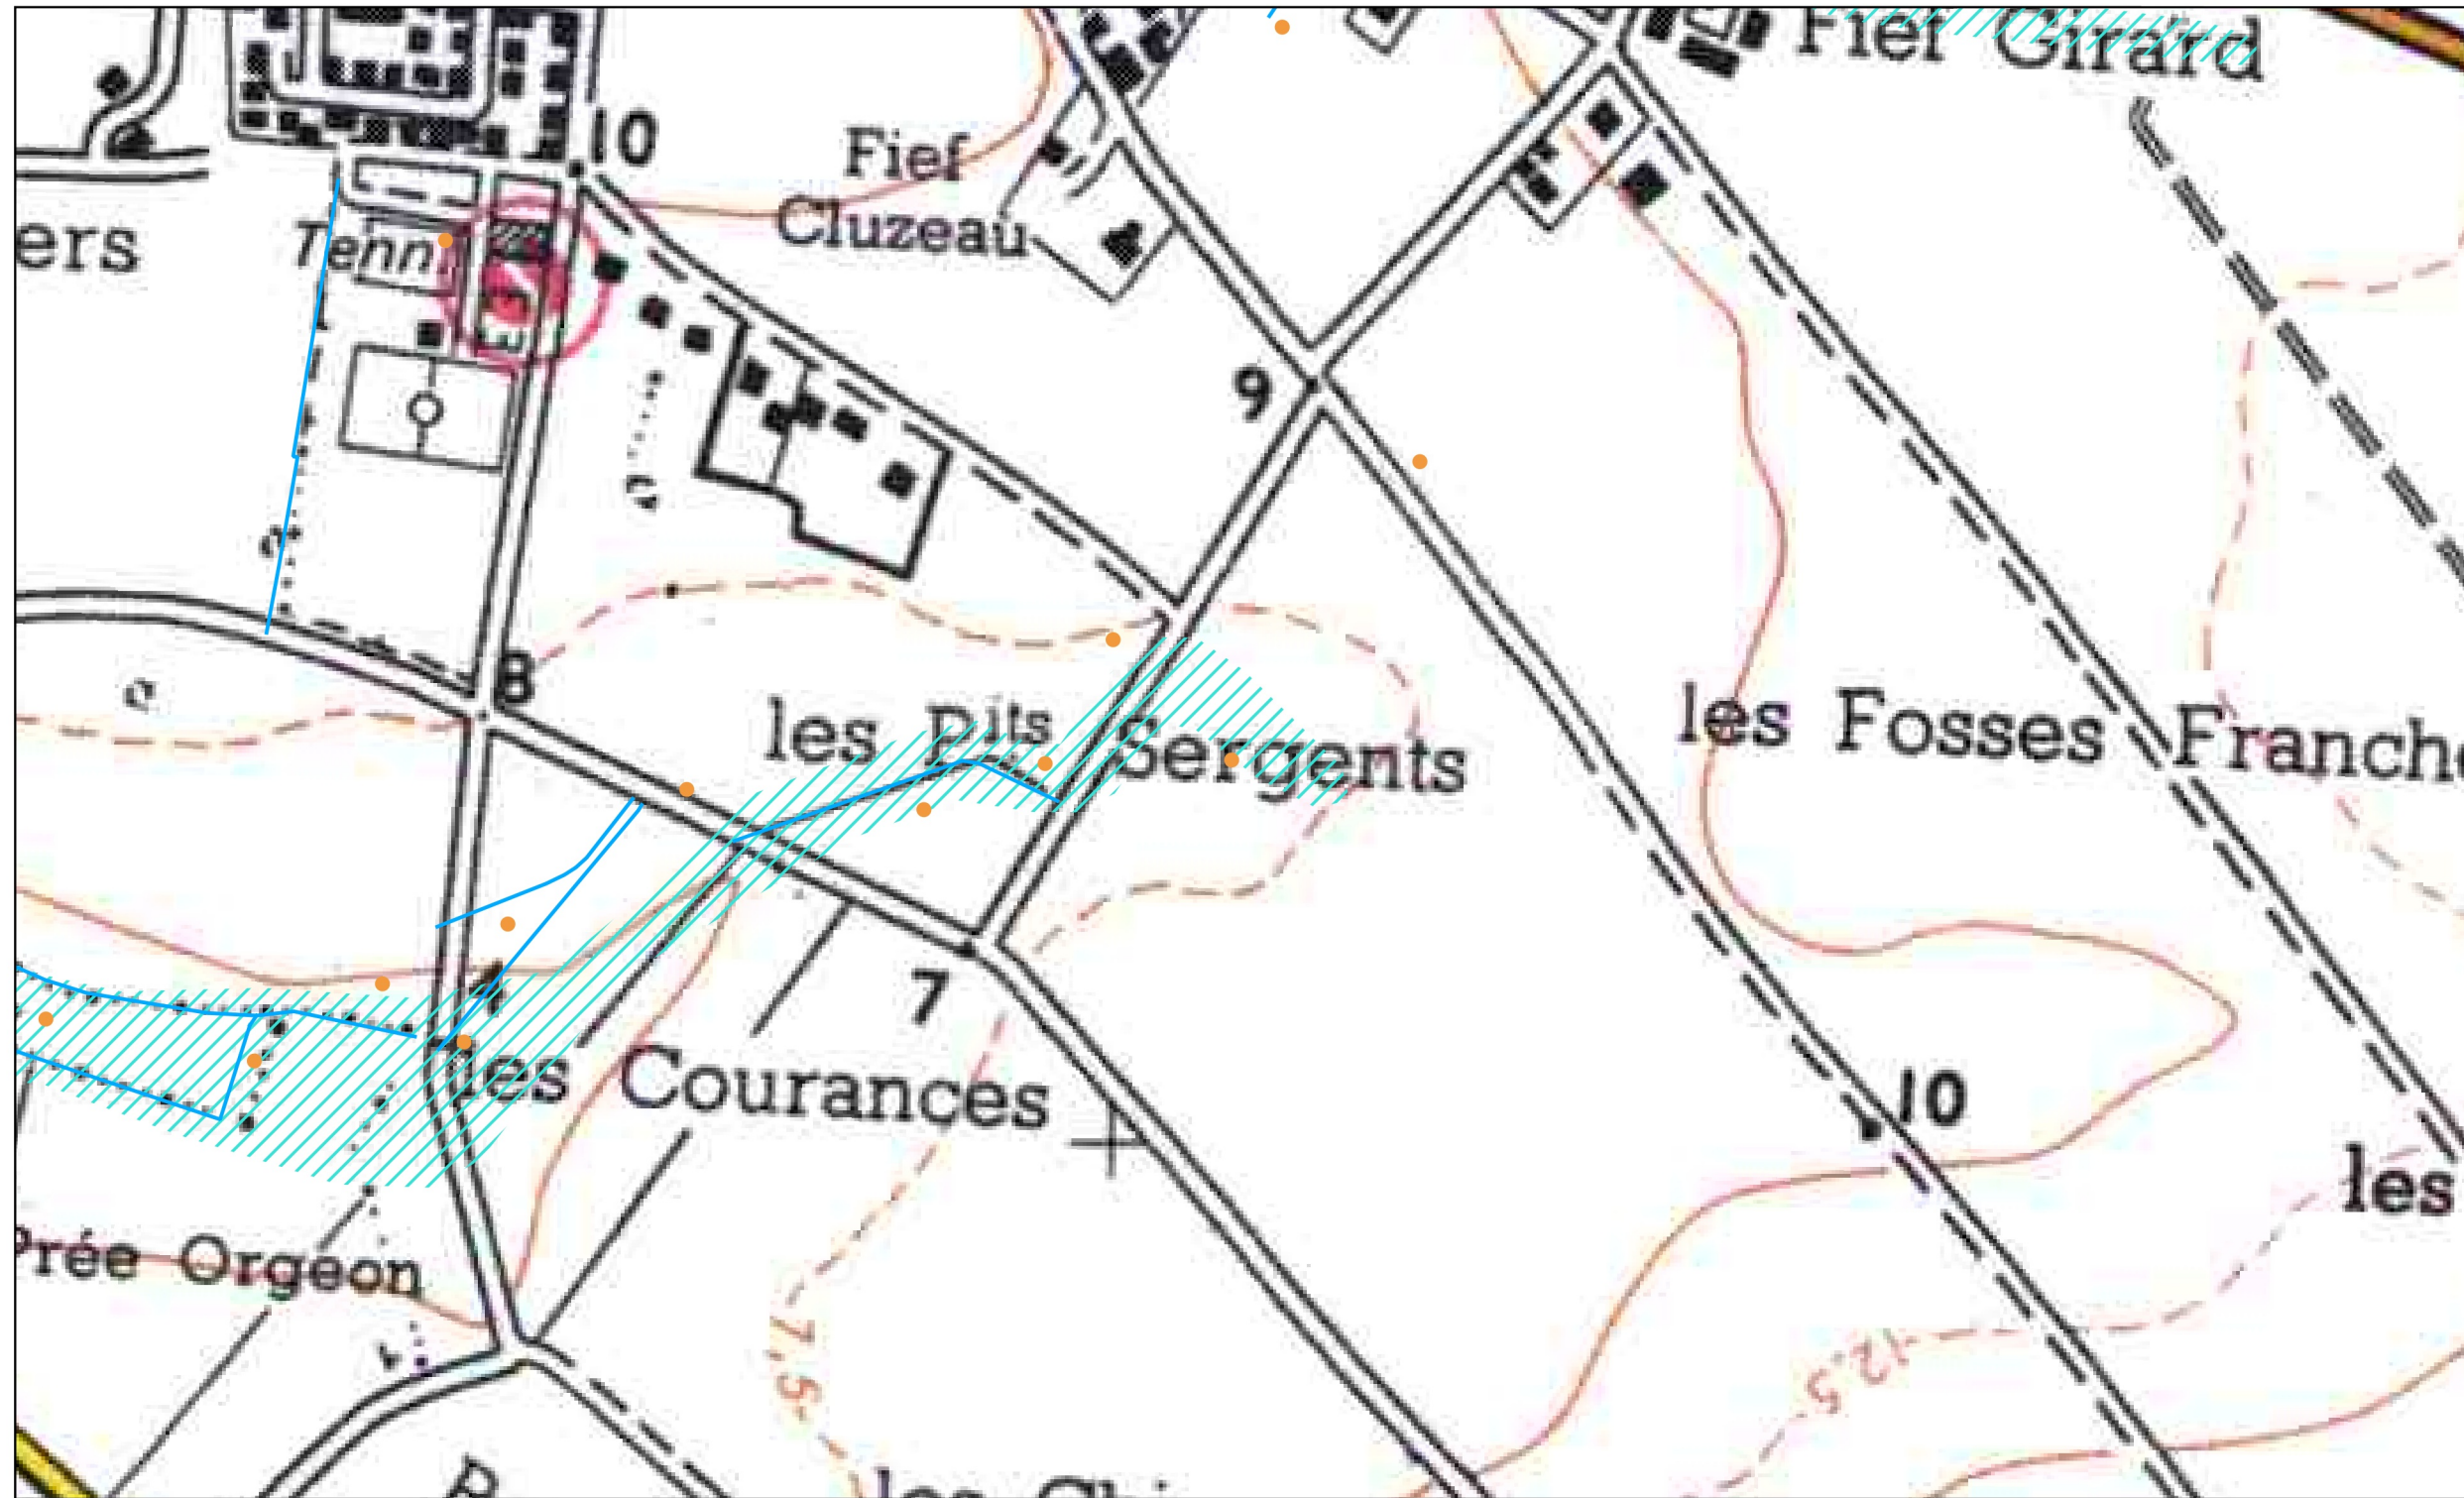 Fief Girard
10
Fief
Cluzeau
ers
Tenni
9
8
les Pits Sergents
les Fosses Franche
7
les Courances
10
les
Prée Orgeon
7,5
12,5